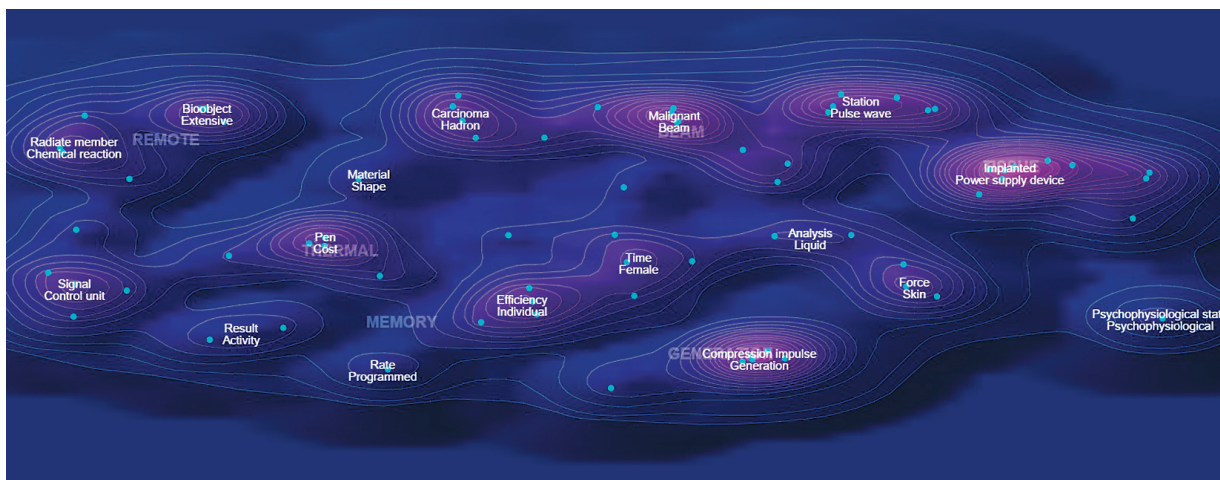 Bioobject
Extensive
Carcinoma
Hadron
Malignant
Beam
BEAM
Station
Pulse wave
REMOTE
Radiate member
Chemical reaction
Implanted
Power supply device
Material
Shape
Pen
Cost
THERMAL
Analysis
Liquid
Time
Female
Signal
Control unit
Force
Skin
Efficiency
Individual
Psychophysiological stat
Psychophysiological
MEMORY
Result
Activity
Compression impulse
Generation
Rate
Programmed